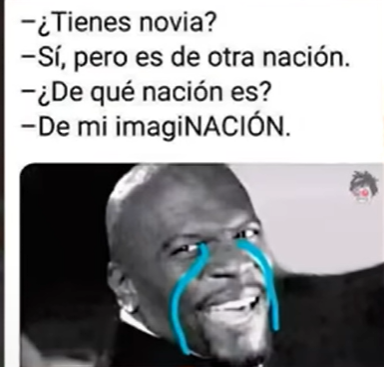 –¿Tienes novia?
–Sí, pero es de otra nación.
–¿De qué nación es?
–De mi imagiNACIÓN.